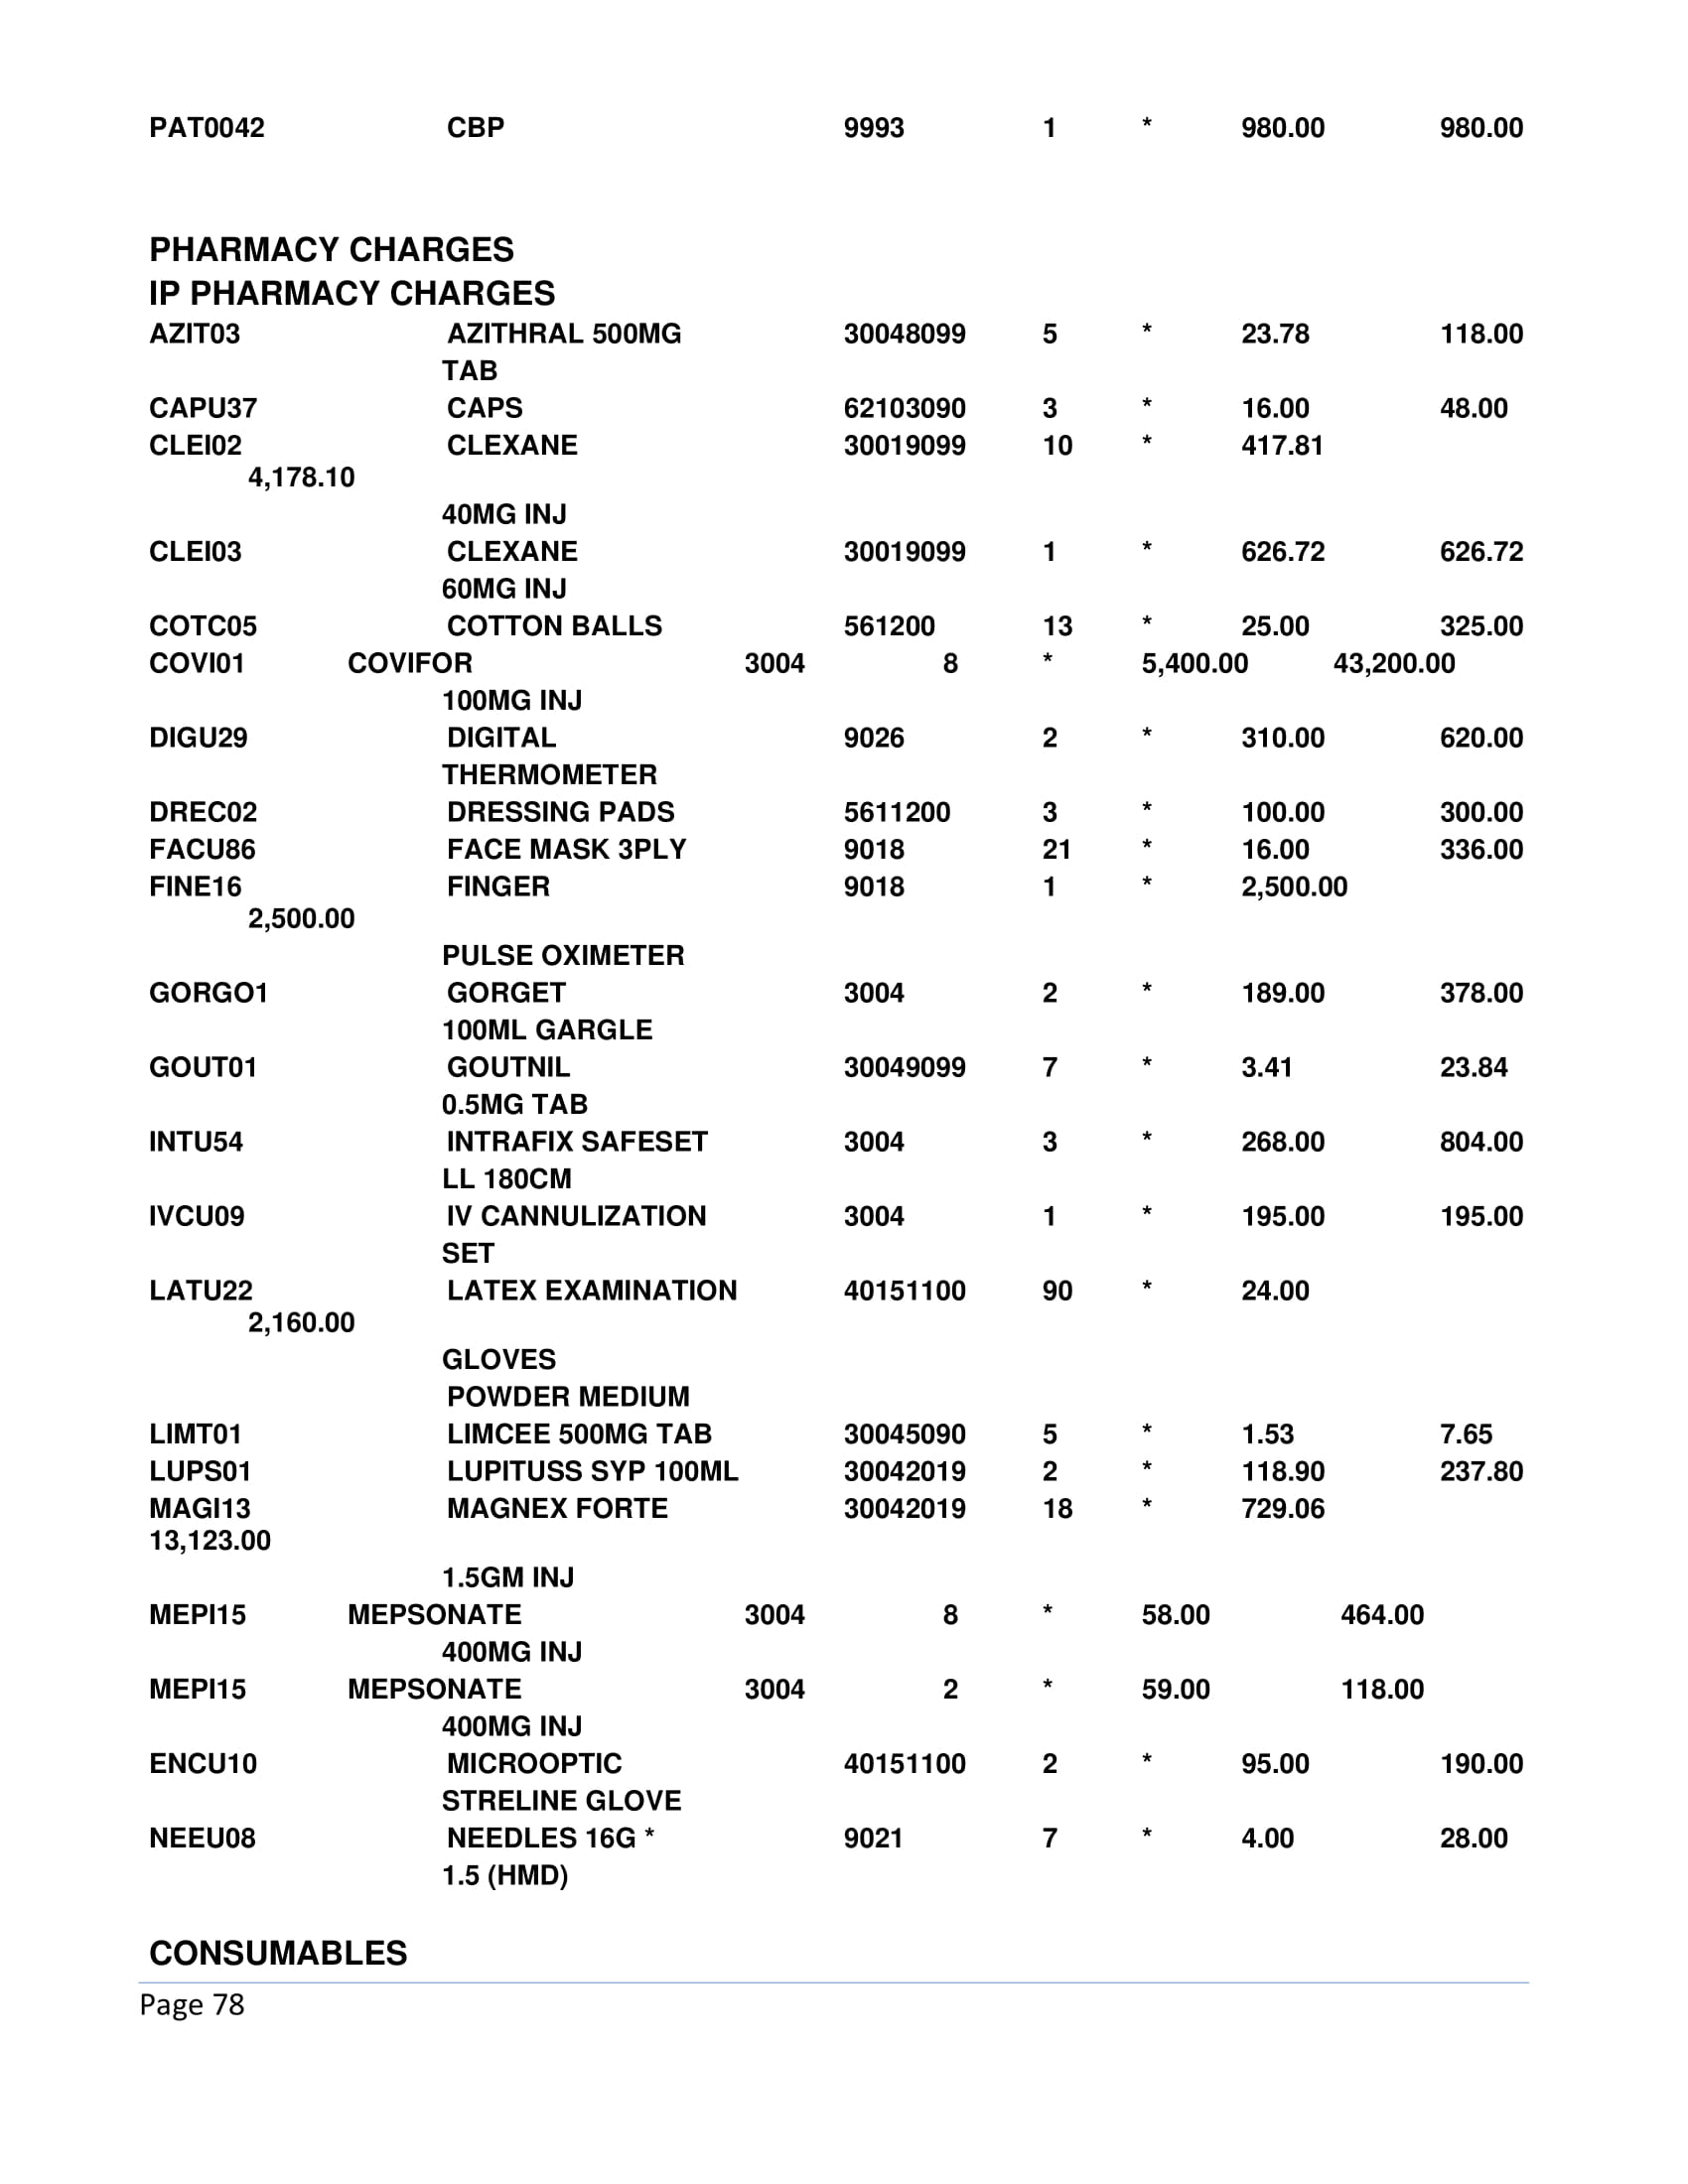 PAT0042 CBP 9993 1 * 980.00 980.00
PHARMACY CHARGES
IP PHARMACY CHARGES
AZIT03 AZITHRAL 500MG 30048099 5 * 23.78 118.00
TAB
CAPU37 CAPS 62103090 3 * 16.00 48.00
CLEI02 CLEXANE 30019099 10 * 417.81
4,178.10
40MG INJ
CLEI03 CLEXANE 30019099 1 * 626.72 626.72
60MG INJ
COTC05 COTTON BALLS 561200 13 * 25.00 325.00
COVI01 COVIFOR 3004 8 * 5,400.00 43,200.00
100MG INJ
DIGU29 DIGITAL 9026 2 * 310.00 620.00
THERMOMETER
DREC02 DRESSING PADS 5611200 3 * 100.00 300.00
FACU86 FACE MASK 3PLY 9018 21 * 16.00 336.00
FINE16 FINGER 9018 1 * 2,500.00
2,500.00
PULSE OXIMETER
GORGO1 GORGET 3004 2 * 189.00 378.00
100ML GARGLE
GOUT01 GOUTNIL 30049099 7 * 3.41 23.84
0.5MG TAB
INTU54 INTRAFIX SAFESET 3004 3 * 268.00 804.00
LL 180CM
IVCU09 IV CANNULIZATION 3004 1 * 195.00 195.00
SET
LATU22 LATEX EXAMINATION 40151100 90 * 24.00
2,160.00
GLOVES
POWDER MEDIUM
LIMT01 LIMCEE 500MG TAB 30045090 5 * 1.53 7.65
LUPS01 LUPITUSS SYP 100ML 30042019 2 * 118.90 237.80
MAGI13 MAGNEX FORTE 30042019 18 * 729.06
13,123.00
1.5GM INJ
MEPI15 MEPSONATE 3004 8 * 58.00 464.00
400MG INJ
MEPI15 MEPSONATE 3004 2 * 59.00 118.00
400MG INJ
ENCU10 MICROOPTIC 40151100 2 * 95.00 190.00
STRELINE GLOVE
NEEU08 NEEDLES 16G * 9021 7 * 4.00 28.00
1.5 (HMD)
CONSUMABLES
Page 78